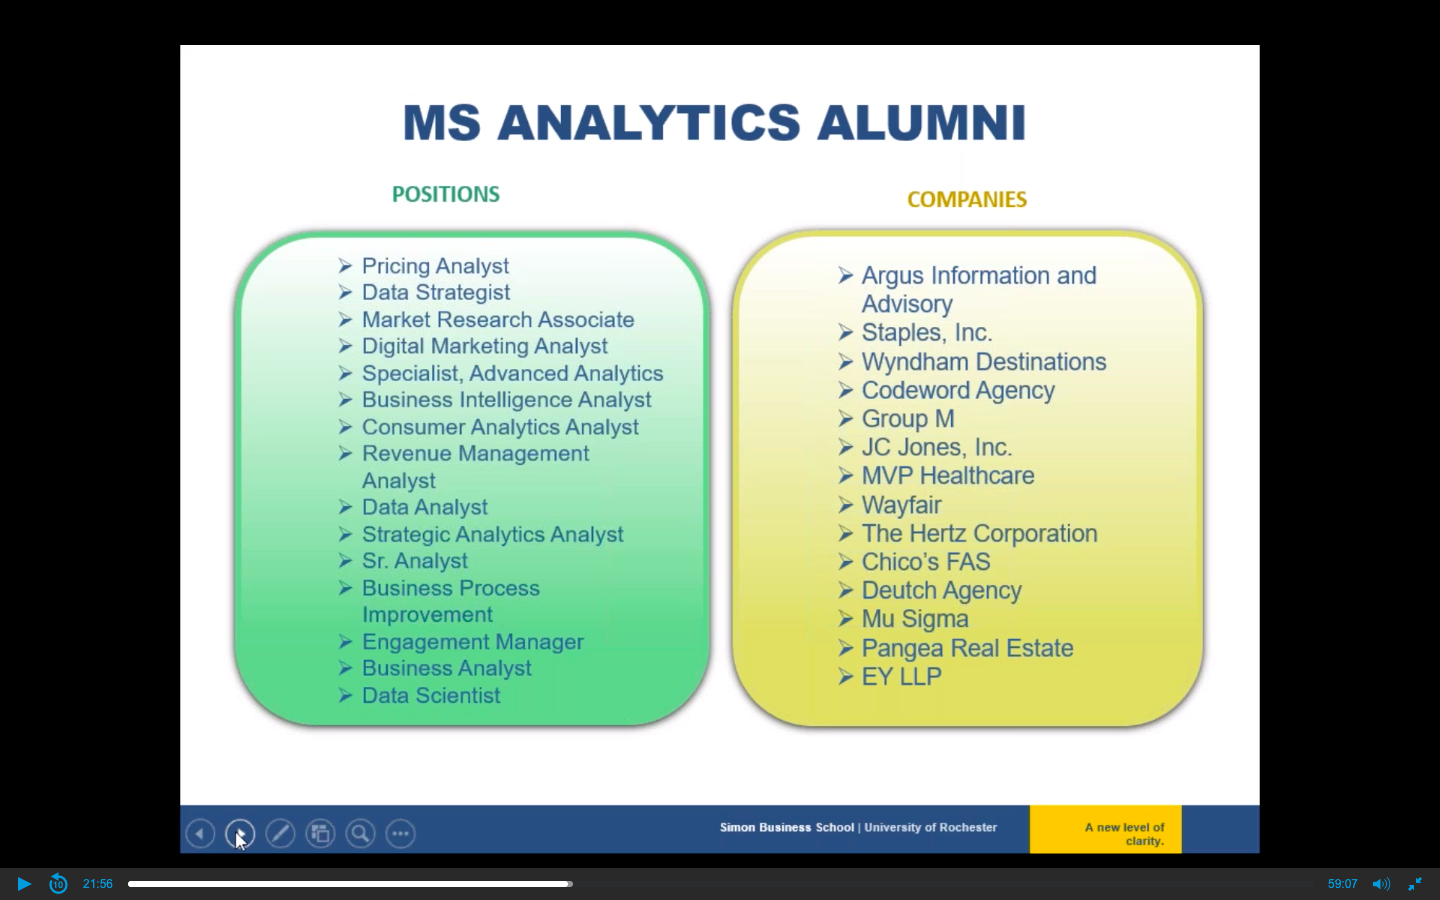 MS ANALYTICS ALUMNI
POSITIONS
Pricing Analyst
Data Strategist
Market Research Associate
Digital Marketing Analyst
Specialist, Advanced Analytics
Business Intelligence Analyst
Consumer Analytics Analyst
Revenue Management
Analyst
Data Analyst
Strategic Analytics Analyst
Sr. Analyst
Business Process
Improvement
Engagement Manager
Business Analyst
Data Scientist
COMPANIES
Argus Information and
Advisory
Staples, Inc.
Wyndham Destinations
Codeword Agency
Group M
JC Jones, Inc.
MVP Healthcare
Wayfair
The Hertz Corporation
Chico’s FAS
Deutch Agency
Mu Sigma
Pangea Real Estate
EY LLP
Simon Business School | University of Rochester
A new level of
clarity.
10
21:56
59:07